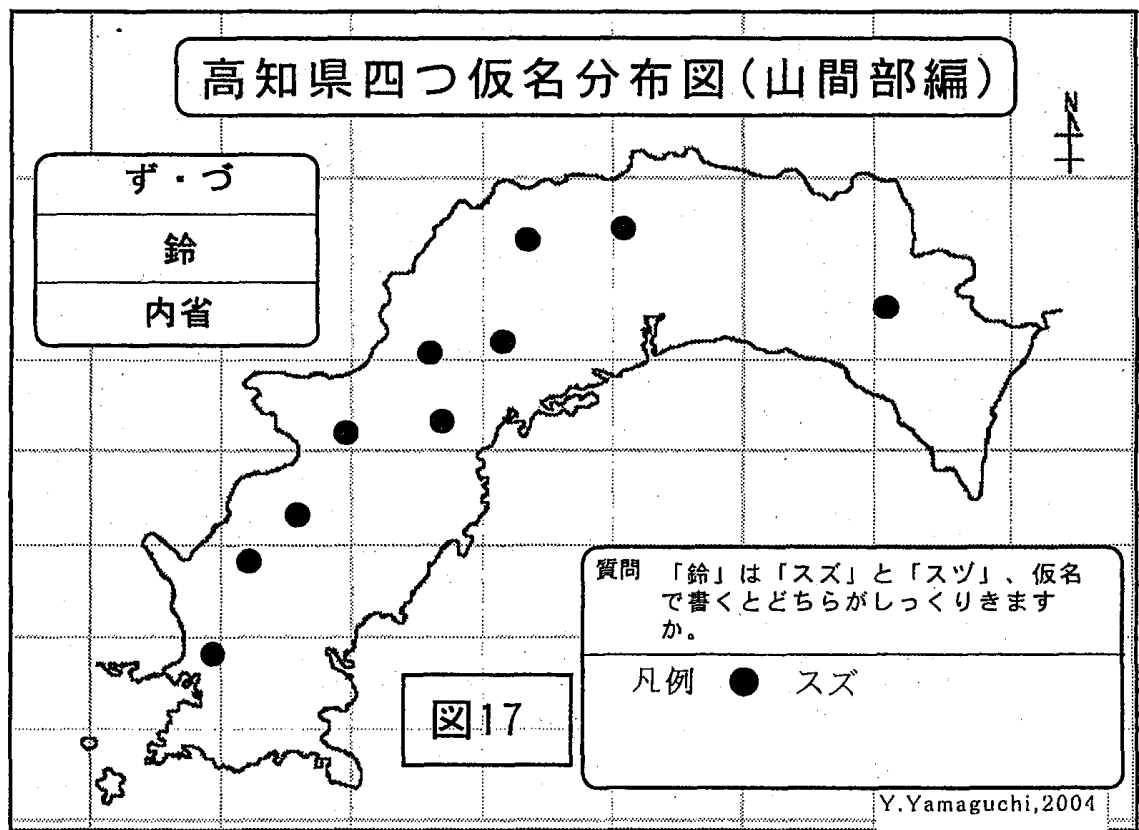 高知県四つ仮名分布図(山間部編)
N
ず・づ
鈴
内省
質問 「鈴」は「スズ」と「スヅ」、仮名
で書くとどちらがしっくりきます
か。
凡例 ● スズ
図17
Y.Yamaguchi,2004